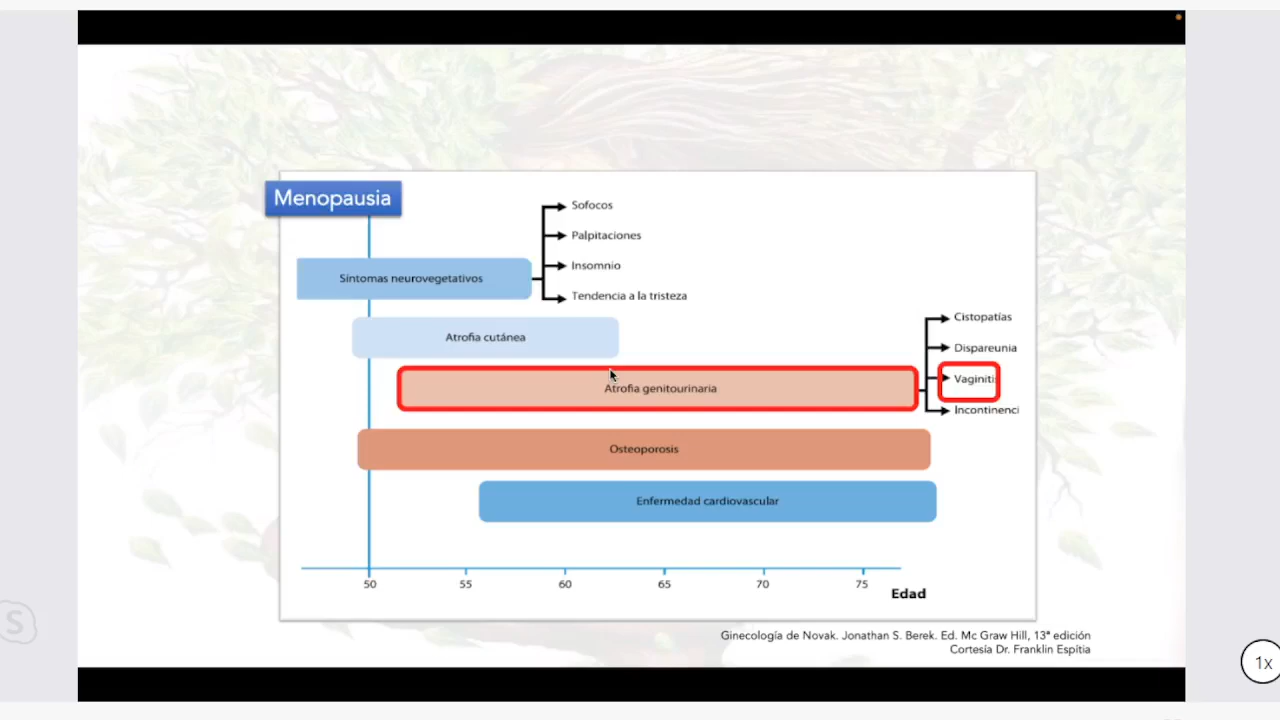 Menopausia
Sofocos
Palpitaciones
Insomnio
Tendencia a la tristeza
Síntomas neurovegetativos
Atrofia cutánea
Atrofia genitourinaria
Cistopatías
Dispareunia
Vaginiti
Incontinenci
Osteoporosis
Enfermedad cardiovascular
50 55 60 65 70 75
Edad
Ginecología de Novak. Jonathan S. Berek. Ed. Mc Graw Hill, 13ª edición
Cortesía Dr. Franklin Espítia
S
1x